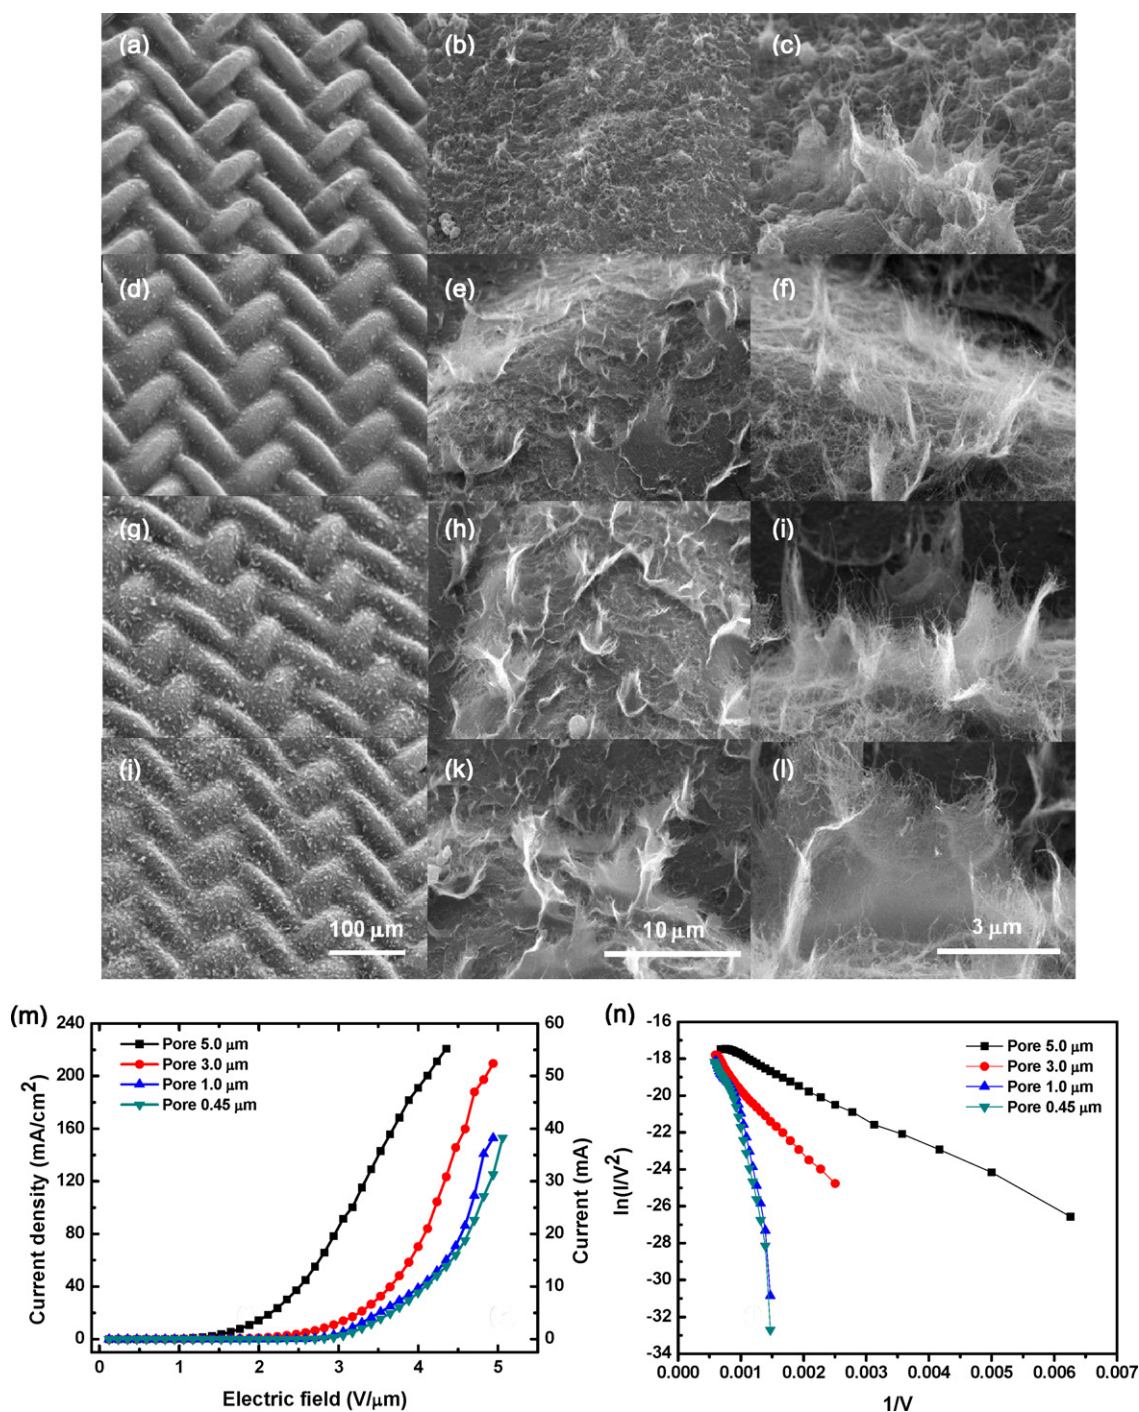 (a) (b) (c)
(d) (e) (f)
(g) (h) (i)
(j) (k) (l)
100 μm 10 μm 3 μm
(m)
Pore 5.0 μm
Pore 3.0 μm
Pore 1.0 μm
Pore 0.45 μm
240
200
160
120
80
40
0
Current density (mA/cm²)
60
50
40
30
20
10
0
Current (mA)
0 1 2 3 4 5
Electric field (V/μm)
(n)
Pore 5.0 μm
Pore 3.0 μm
Pore 1.0 μm
Pore 0.45 μm
-16
-18
-20
-22
-24
-26
-28
-30
-32
-34
ln(I/V²)
0.000 0.001 0.002 0.003 0.004 0.005 0.006 0.007
1/V